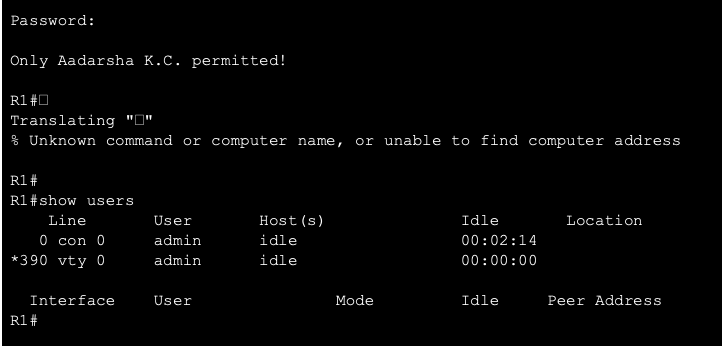 Password:
Only Aadarsha K.C. permitted!
R1#□
Translating "□"
% Unknown command or computer name, or unable to find computer address
R1#
R1#show users
Line User Host(s) Idle Location
0 con 0 admin idle 00:02:14
*390 vty 0 admin idle 00:00:00
Interface User Mode Idle Peer Address
R1#